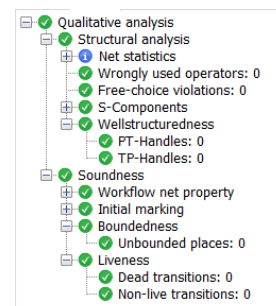 Qualitative analysis
Structural analysis
Net statistics
Wrongly used operators: 0
Free-choice violations: 0
S-Components
Wellstructuredness
PT-Handles: 0
TP-Handles: 0
Soundness
Workflow net property
Initial marking
Boundedness
Unbounded places: 0
Liveness
Dead transitions: 0
Non-live transitions: 0